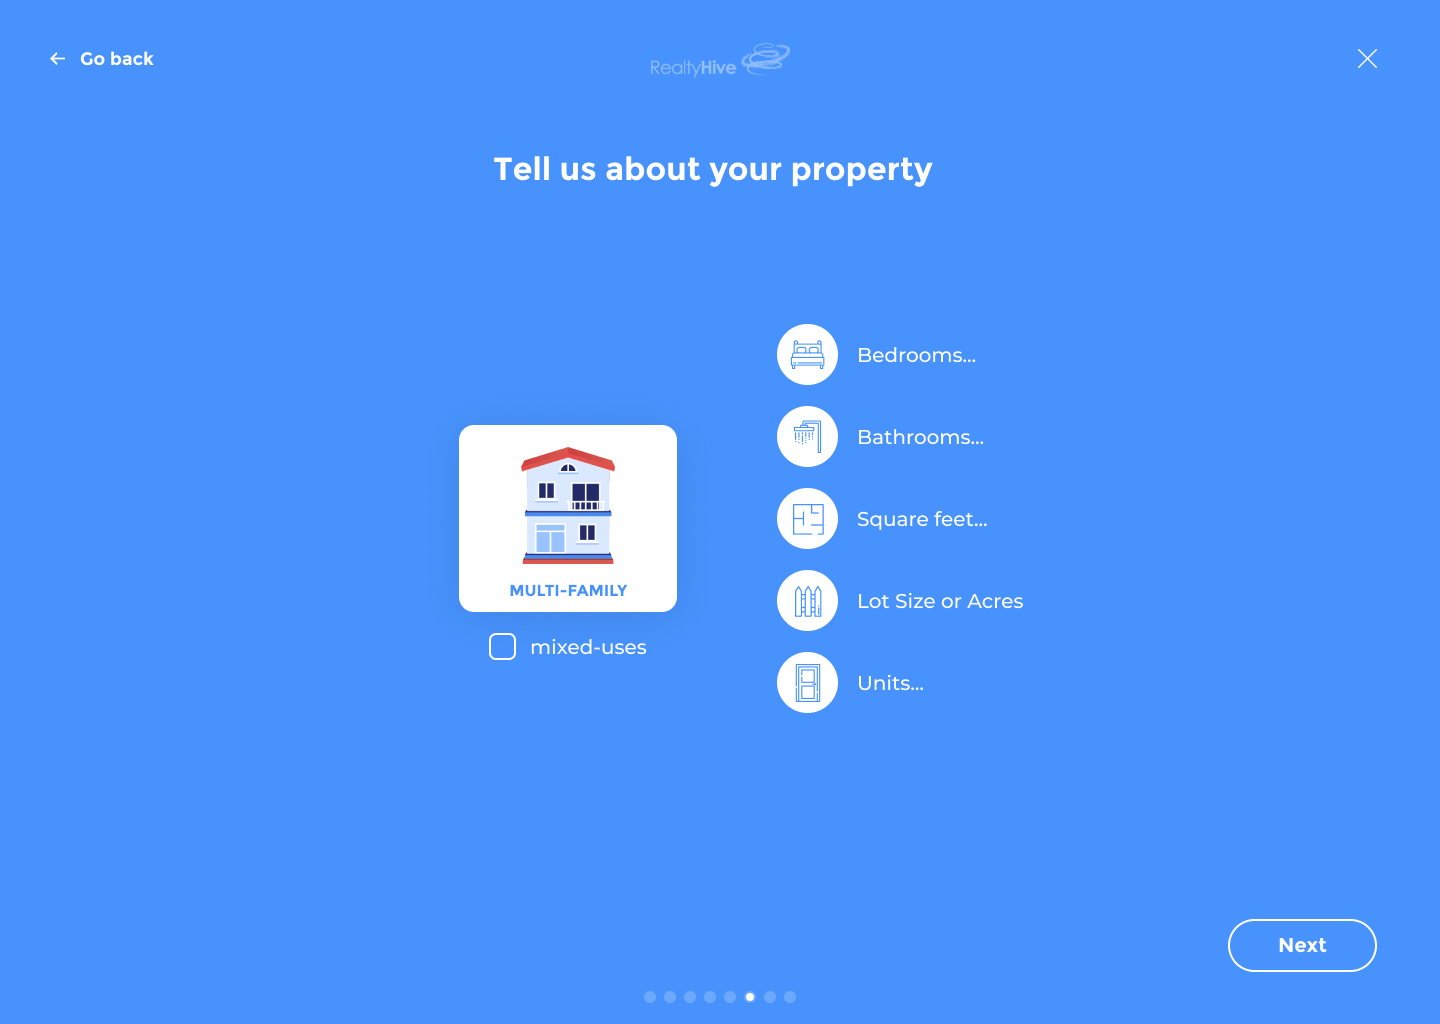 Go back
RealtyHive
Tell us about your property
MULTI-FAMILY
mixed-uses
Bedrooms...
Bathrooms...
Square feet...
Lot Size or Acres
Units...
Next